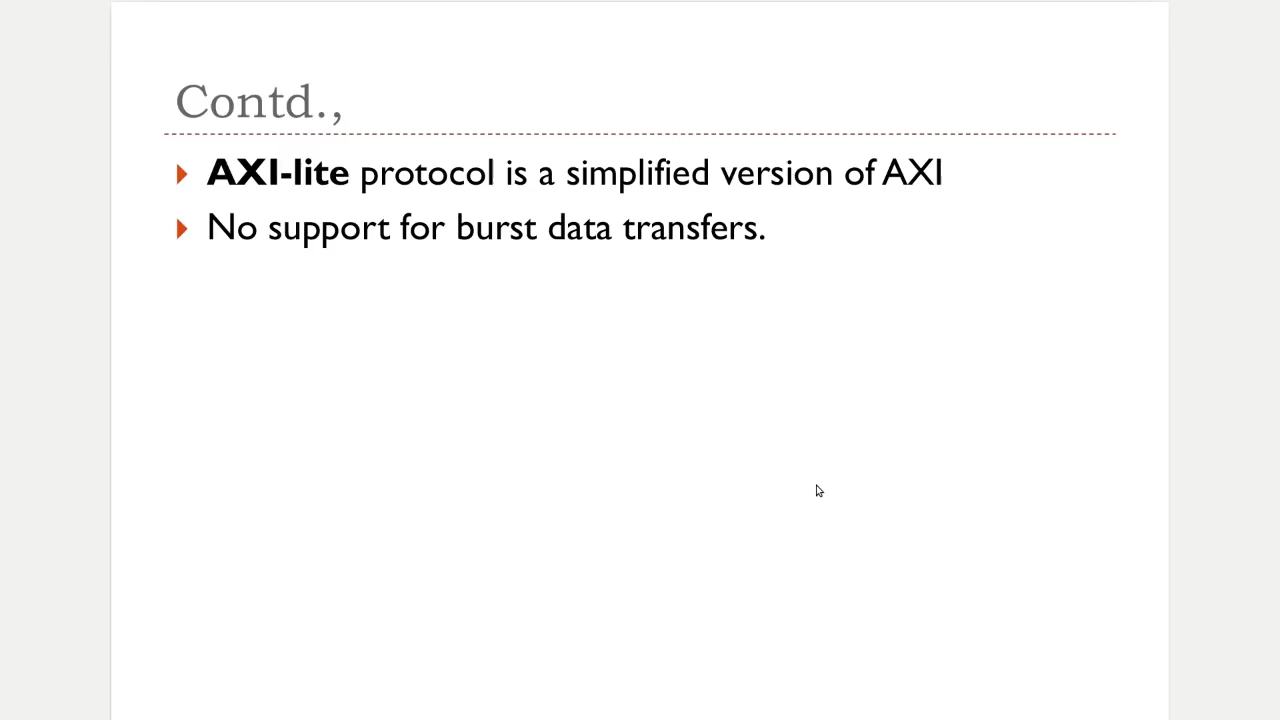 Contd.,
AXI-lite protocol is a simplified version of AXI
No support for burst data transfers.